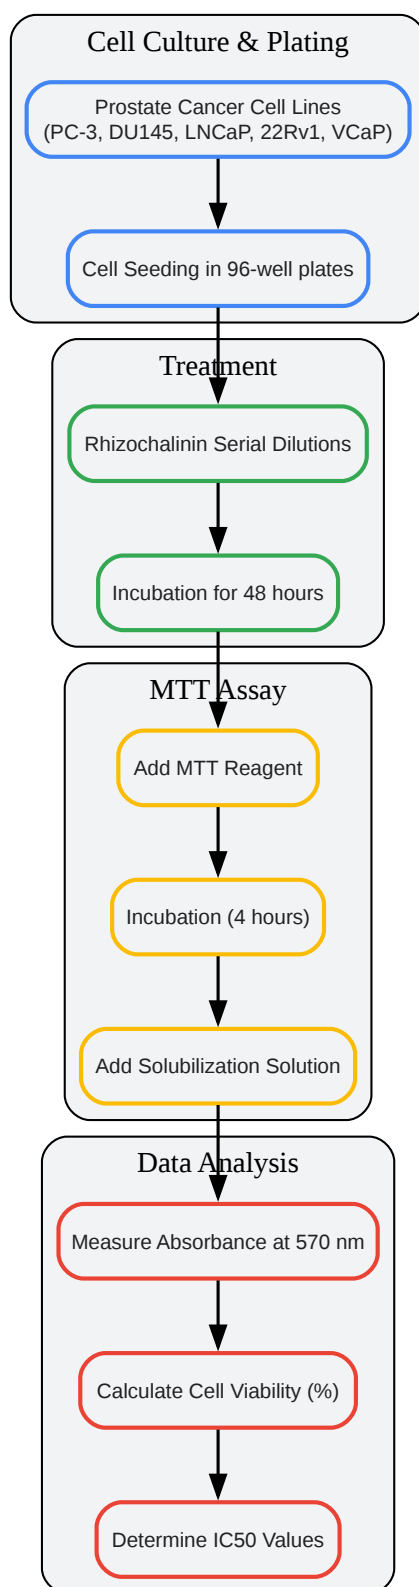 Cell Culture & Plating
Prostate Cancer Cell Lines
(PC-3, DU145, LNCaP, 22Rv1, VCaP)
Cell Seeding in 96-well plates
Treatment
Rhizochalinin Serial Dilutions
Incubation for 48 hours
MTT Assay
Add MTT Reagent
Incubation (4 hours)
Add Solubilization Solution
Data Analysis
Measure Absorbance at 570 nm
Calculate Cell Viability (%)
Determine IC50 Values